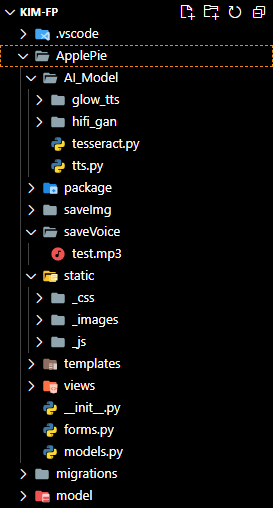 KIM-FP
.vscode
ApplePie
AI_Model
glow_tts
hifi_gan
tesseract.py
tts.py
package
saveImg
saveVoice
test.mp3
static
_css
_images
_js
templates
views
__init__.py
forms.py
models.py
migrations
model